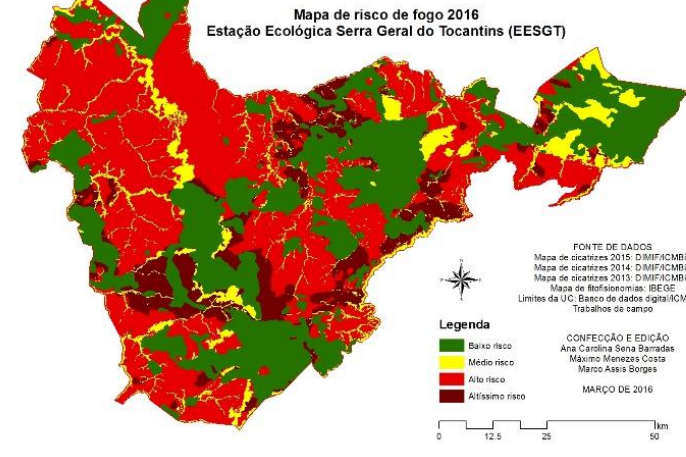 Mapa de risco de fogo 2016
Estação Ecológica Serra Geral do Tocantins (EESGT)
FONTE DE DADOS
Mapa de cicatrizes 2015: DIMIF/ICMBi
Mapa de cicatrizes 2014: DIMIF/ICMBi
Mapa de cicatrizes 2013: DIMIF/ICMBi
Mapa de fitofisionomias: IBEGE
Limites da UC: Banco de dados digital/ICM
Trabalhos de campo
Legenda
Baixo risco
Médio risco
Alto risco
Altíssimo risco
CONFECÇÃO E EDIÇÃO
Ana Carolina Sena Barradas
Máximo Menezes Costa
Marco Assis Borges
MARÇO DE 2016
km
0 12.5 25 50